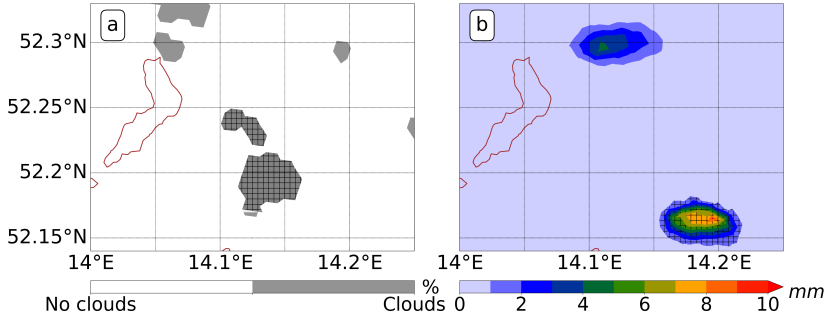 a
b
52.3°N
52.25°N
52.2°N
52.15°N
14°E 14.1°E 14.2°E
14°E 14.1°E 14.2°E
No clouds Clouds %
0 2 4 6 8 10 mm